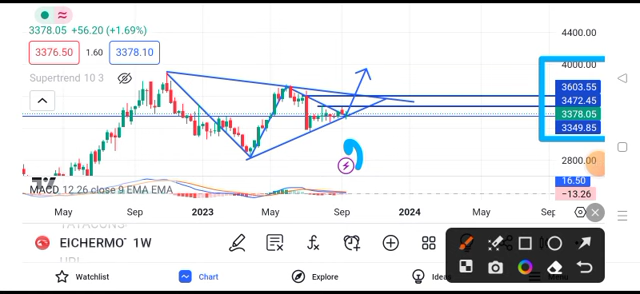 3378.05 +56.20 (+1.69%)
3376.50 1.60 3378.10
Supertrend 10 3
4400.00
4000.00
3603.55
3472.45
3378.05
3349.85
2800.00
MACD 12 26 close 9 EMA EMA
16.50
−13.26
May Sep 2023 May Sep 2024 May Sep
EICHERMOT 1W
Watchlist Chart Explore Ideas Menu